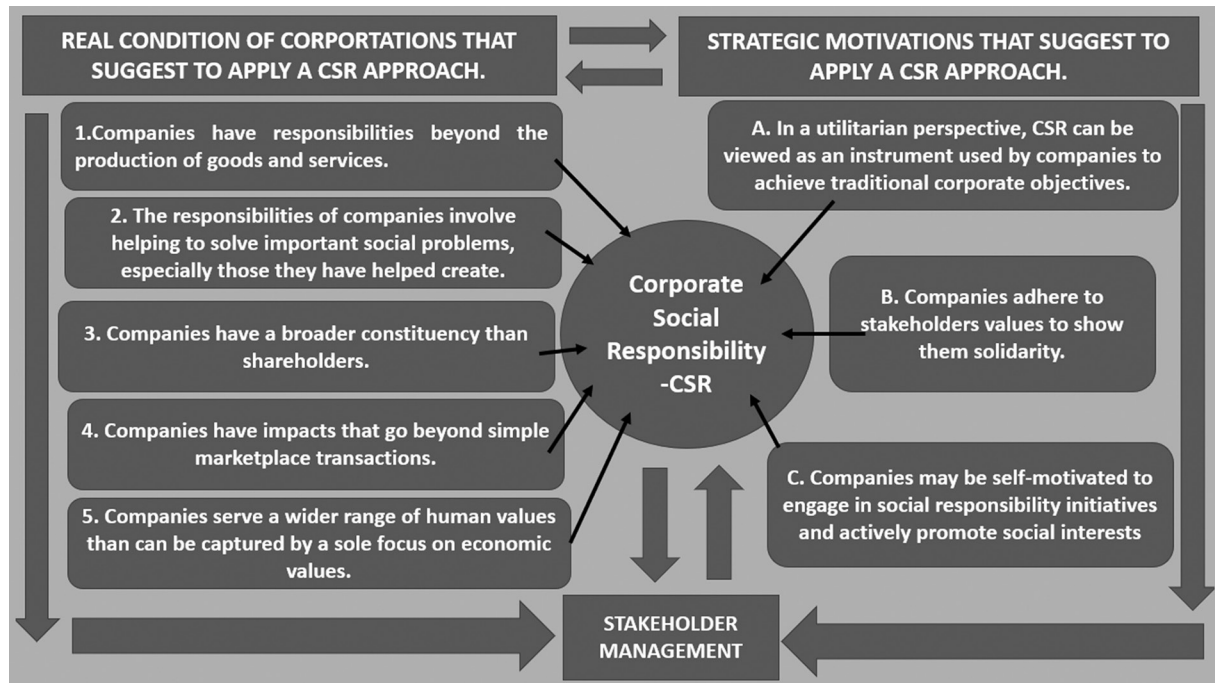 REAL CONDITION OF CORPORTATIONS THAT
SUGGEST TO APPLY A CSR APPROACH.
STRATEGIC MOTIVATIONS THAT SUGGEST TO
APPLY A CSR APPROACH.
1.Companies have responsibilities beyond the
production of goods and services.
2. The responsibilities of companies involve
helping to solve important social problems,
especially those they have helped create.
3. Companies have a broader constituency than
shareholders.
4. Companies have impacts that go beyond simple
marketplace transactions.
5. Companies serve a wider range of human values
than can be captured by a sole focus on economic
values.
Corporate
Social
Responsibility
-CSR
A. In a utilitarian perspective, CSR can be
viewed as an instrument used by companies to
achieve traditional corporate objectives.
B. Companies adhere to
stakeholders values to show
them solidarity.
C. Companies may be self-motivated to
engage in social responsibility initiatives
and actively promote social interests
STAKEHOLDER
MANAGEMENT